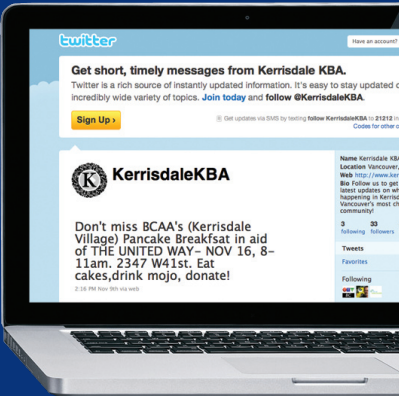 twitter
Have an account?
Get short, timely messages from Kerrisdale KBA.
Twitter is a rich source of instantly updated information. It's easy to stay updated
incredibly wide variety of topics. Join today and follow @KerrisdaleKBA.
Sign Up ›
Get updates via SMS by texting follow KerrisdaleKBA to 21212 in
Codes for other
K
KerrisdaleKBA
Don't miss BCAA's (Kerrisdale
Village) Pancake Breakfsat in aid
of THE UNITED WAY- NOV 16, 8-
11am. 2347 W41st. Eat
cakes,drink mojo, donate!
2:16 PM Nov 9th via web
Name Kerrisdale KBA
Location Vancouver,
Web http://www.ker
Bio Follow us to get
latest updates on wh
happening in Kerrisd
Vancouver's most ch
community!
3 33
following followers
Tweets
Favorites
Following